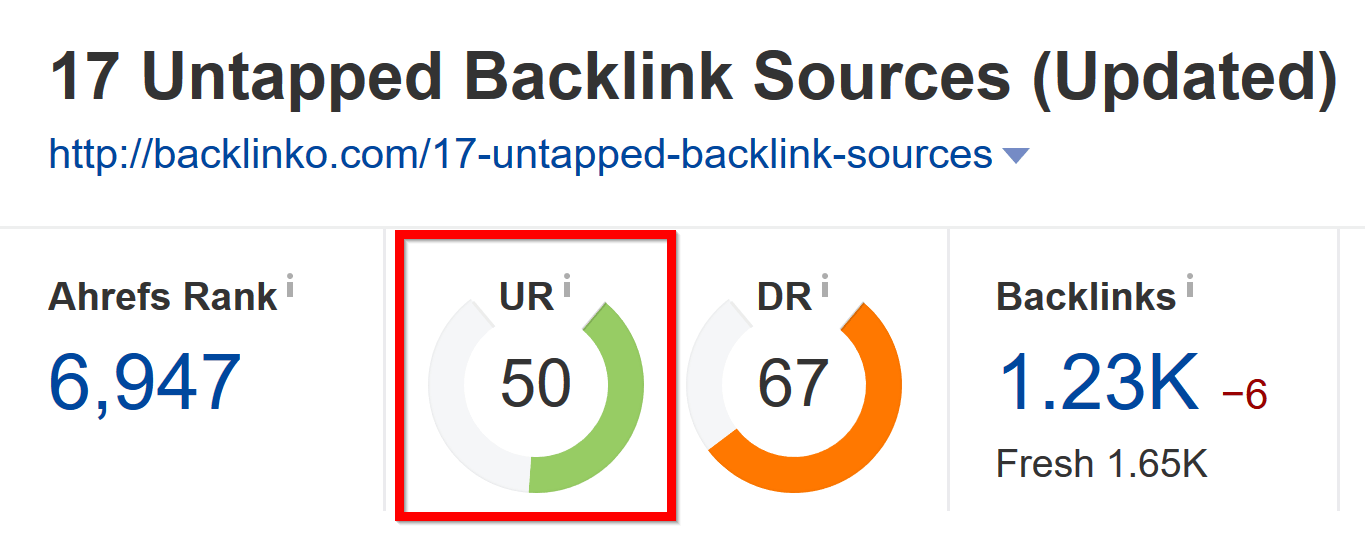 17 Untapped Backlink Sources (Updated)
http://backlinko.com/17-untapped-backlink-sources
Ahrefs Rank i
6,947
UR i
50
DR i
67
Backlinks i
1.23K −6
Fresh 1.65K